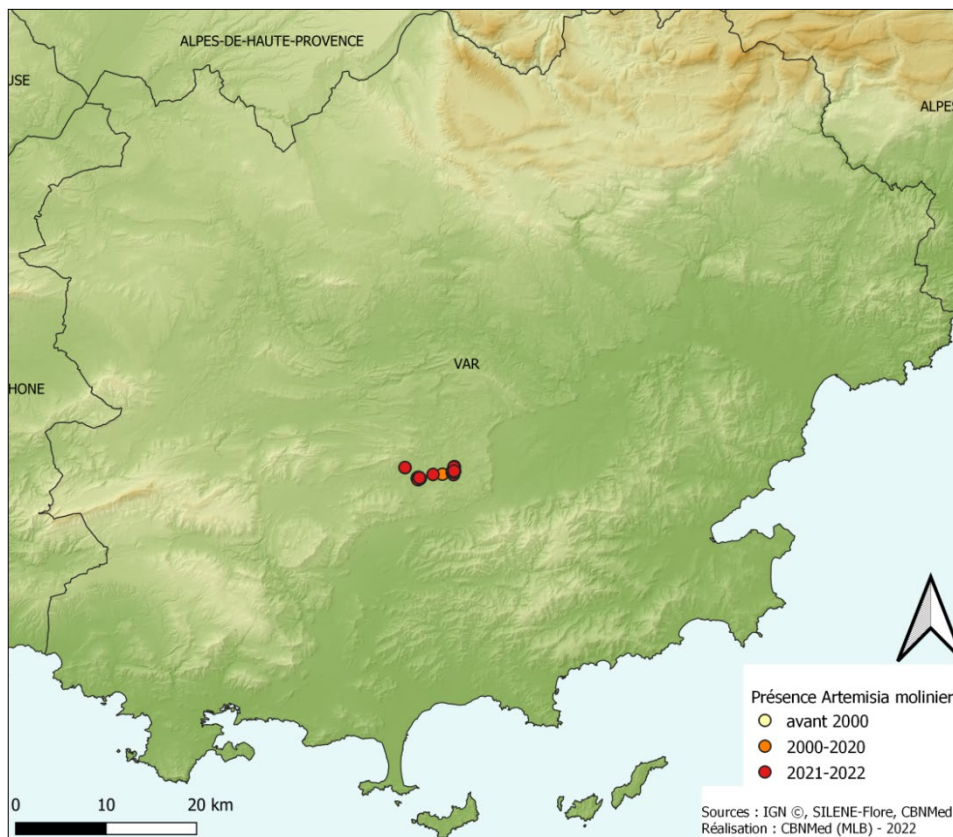 ALPES-DE-HAUTE-PROVENCE
USE
ALPES
VAR
HONE
Présence Artemisia molinier
avant 2000
2000-2020
2021-2022
0 10 20 km
Sources : IGN ©, SILENE-Flore, CBNMed
Réalisation : CBNMed (MLB) - 2022